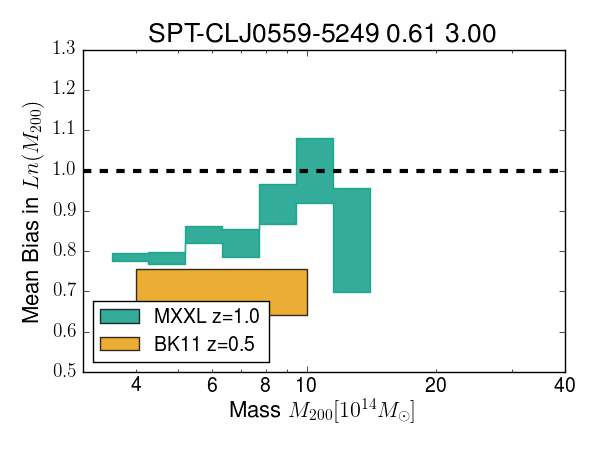 SPT-CLJ0559-5249 0.61 3.00
1.3
1.2
1.1
1.0
0.9
0.8
0.7
0.6
0.5
Mean Bias in Ln(M200)
MXXL z=1.0
BK11 z=0.5
4 6 8 10 20 40
Mass M200[10^14 M⊙]